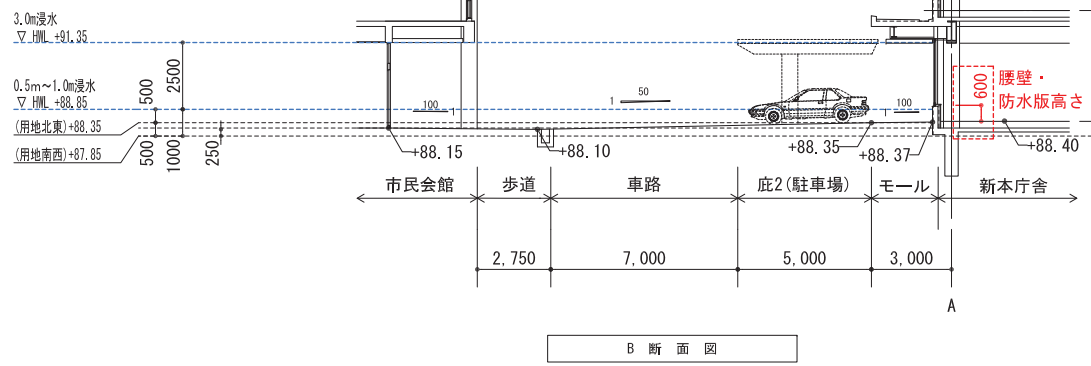 3.0m浸水
▽ HWL +91.35
0.5m～1.0m浸水
▽ HWL +88.85
(用地北東)+88.35
(用地南西)+87.85
500
2500
500
1000
250
100
1
1
50
100
1
600
腰壁・
防水版高さ
+88.15
+88.10
+88.35
+88.37
+88.40
市民会館
歩道
車路
庇2(駐車場)
モール
新本庁舎
2,750
7,000
5,000
3,000
A
B 断 面 図